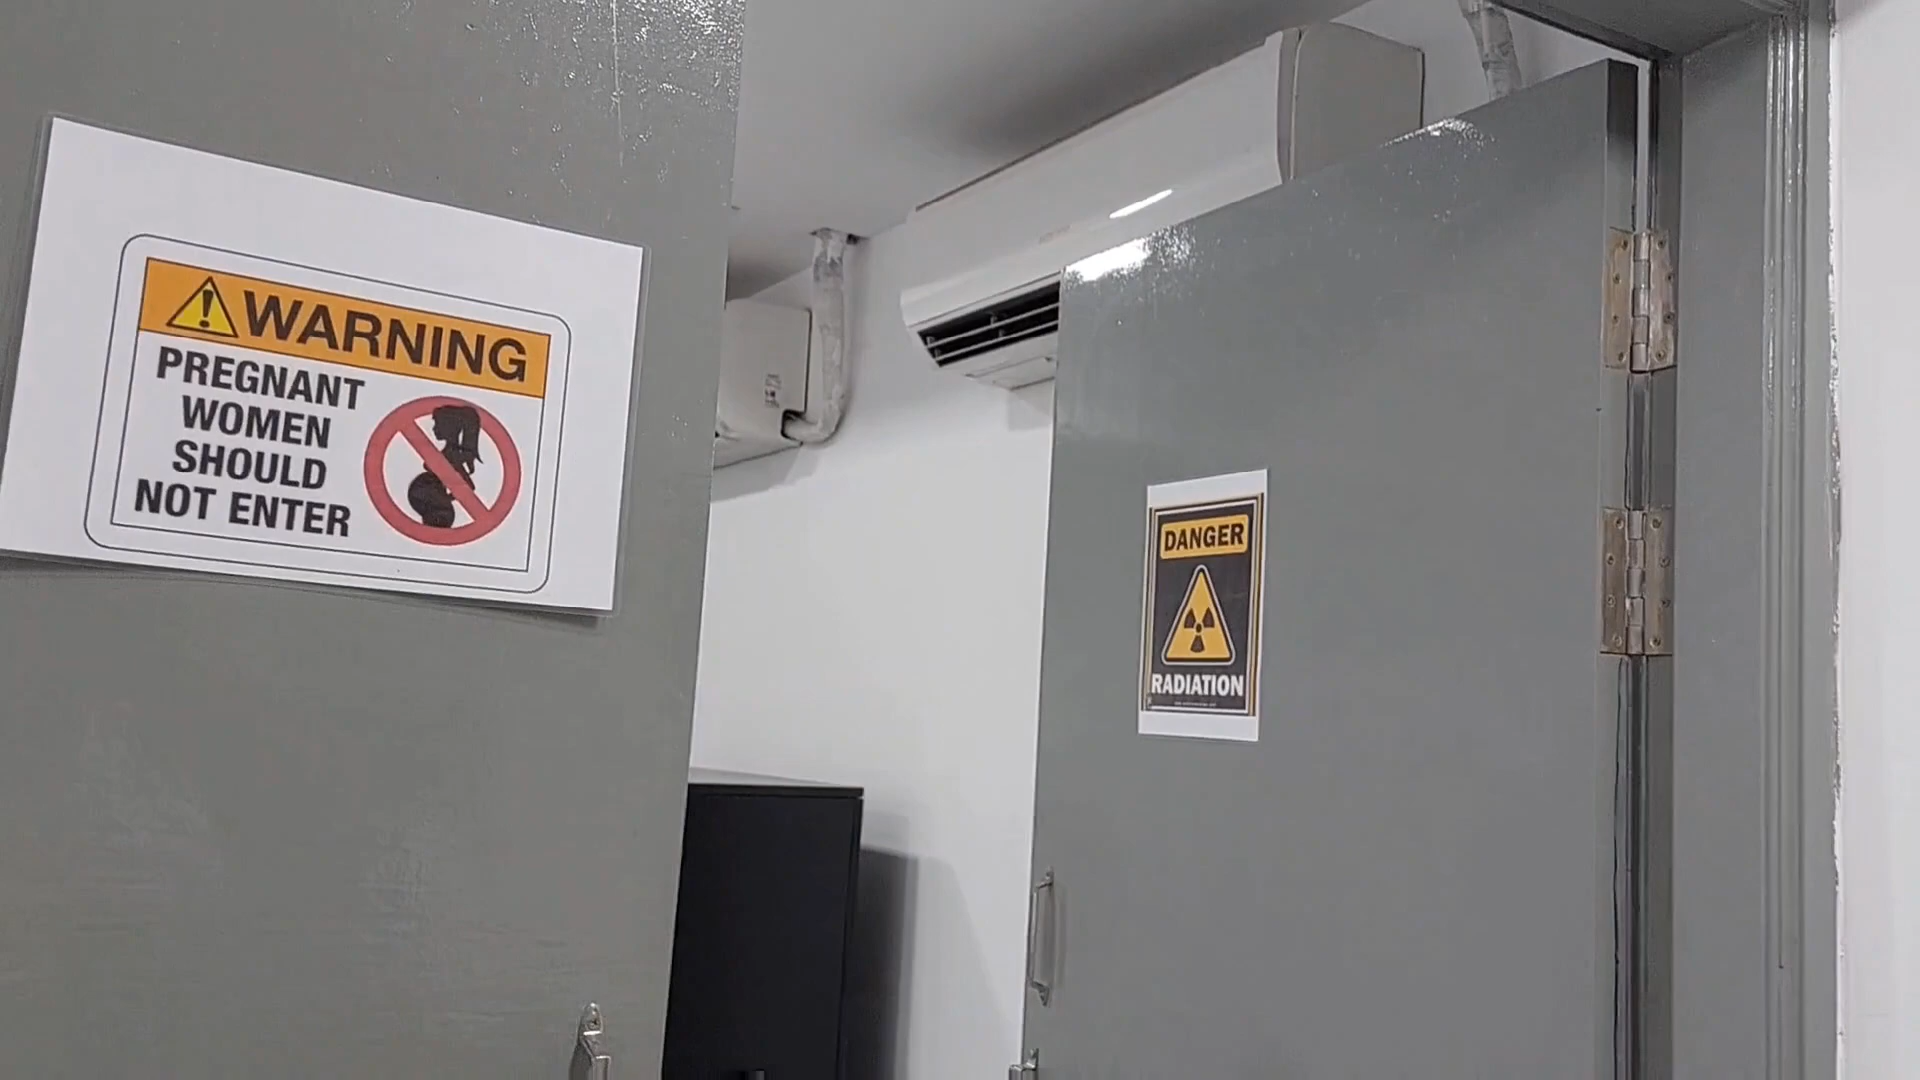 WARNING
PREGNANT
WOMEN
SHOULD
NOT ENTER
DANGER
RADIATION